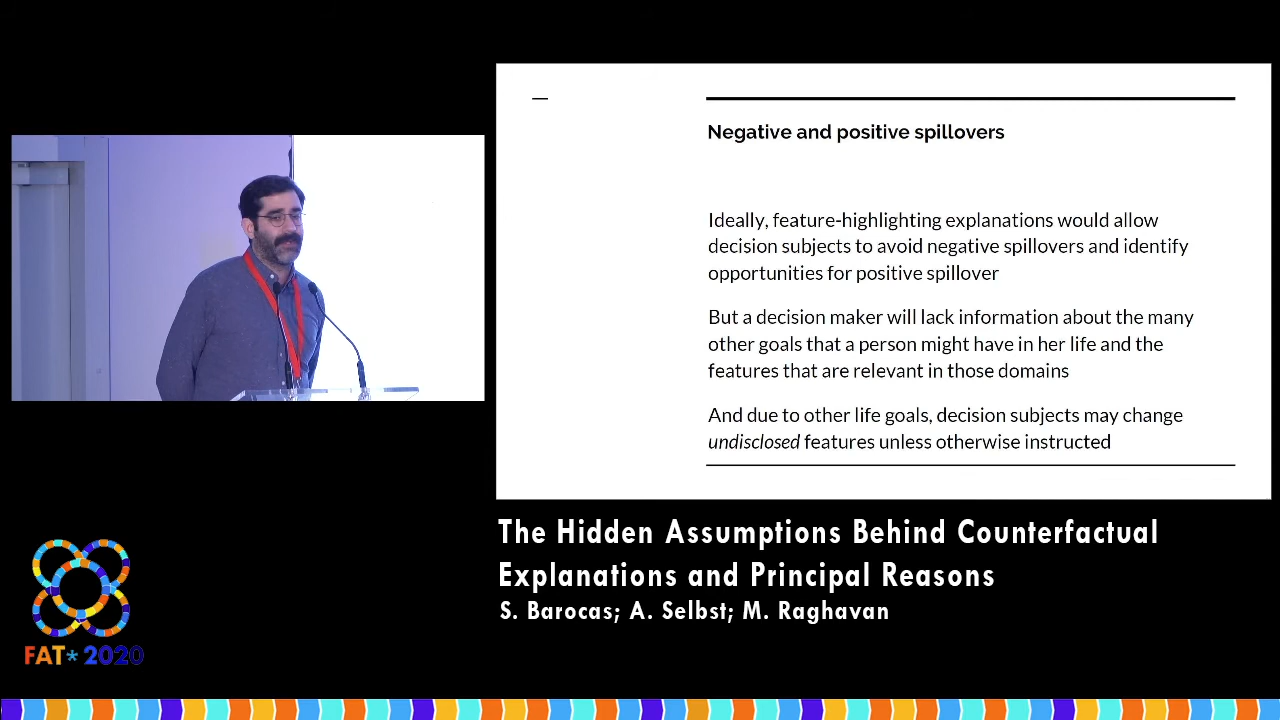 Negative and positive spillovers
Ideally, feature-highlighting explanations would allow
decision subjects to avoid negative spillovers and identify
opportunities for positive spillover
But a decision maker will lack information about the many
other goals that a person might have in her life and the
features that are relevant in those domains
And due to other life goals, decision subjects may change
undisclosed features unless otherwise instructed
The Hidden Assumptions Behind Counterfactual
Explanations and Principal Reasons
S. Barocas; A. Selbst; M. Raghavan
FAT* 2020